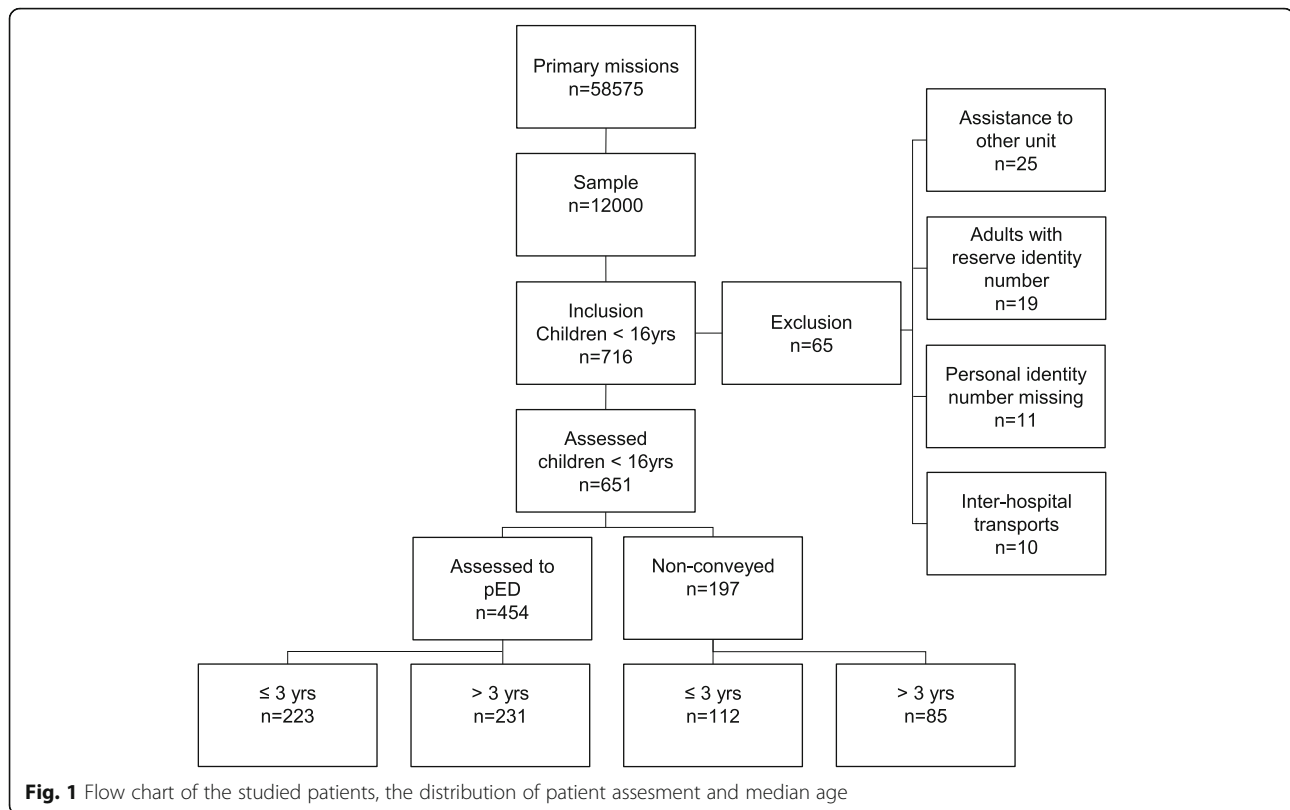 Primary missions
n=58575
Sample
n=12000
Inclusion
Children < 16yrs
n=716
Exclusion
n=65
Assistance to
other unit
n=25
Adults with
reserve identity
number
n=19
Personal identity
number missing
n=11
Inter-hospital
transports
n=10
Assessed
children < 16yrs
n=651
Assessed to
pED
n=454
Non-conveyed
n=197
≤ 3 yrs
n=223
> 3 yrs
n=231
≤ 3 yrs
n=112
> 3 yrs
n=85
Fig. 1 Flow chart of the studied patients, the distribution of patient assesment and median age